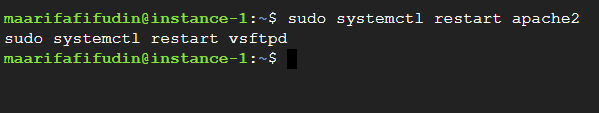 maarifafifudin@instance-1:~$ sudo systemctl restart apache2
sudo systemctl restart vsftpd
maarifafifudin@instance-1:~$